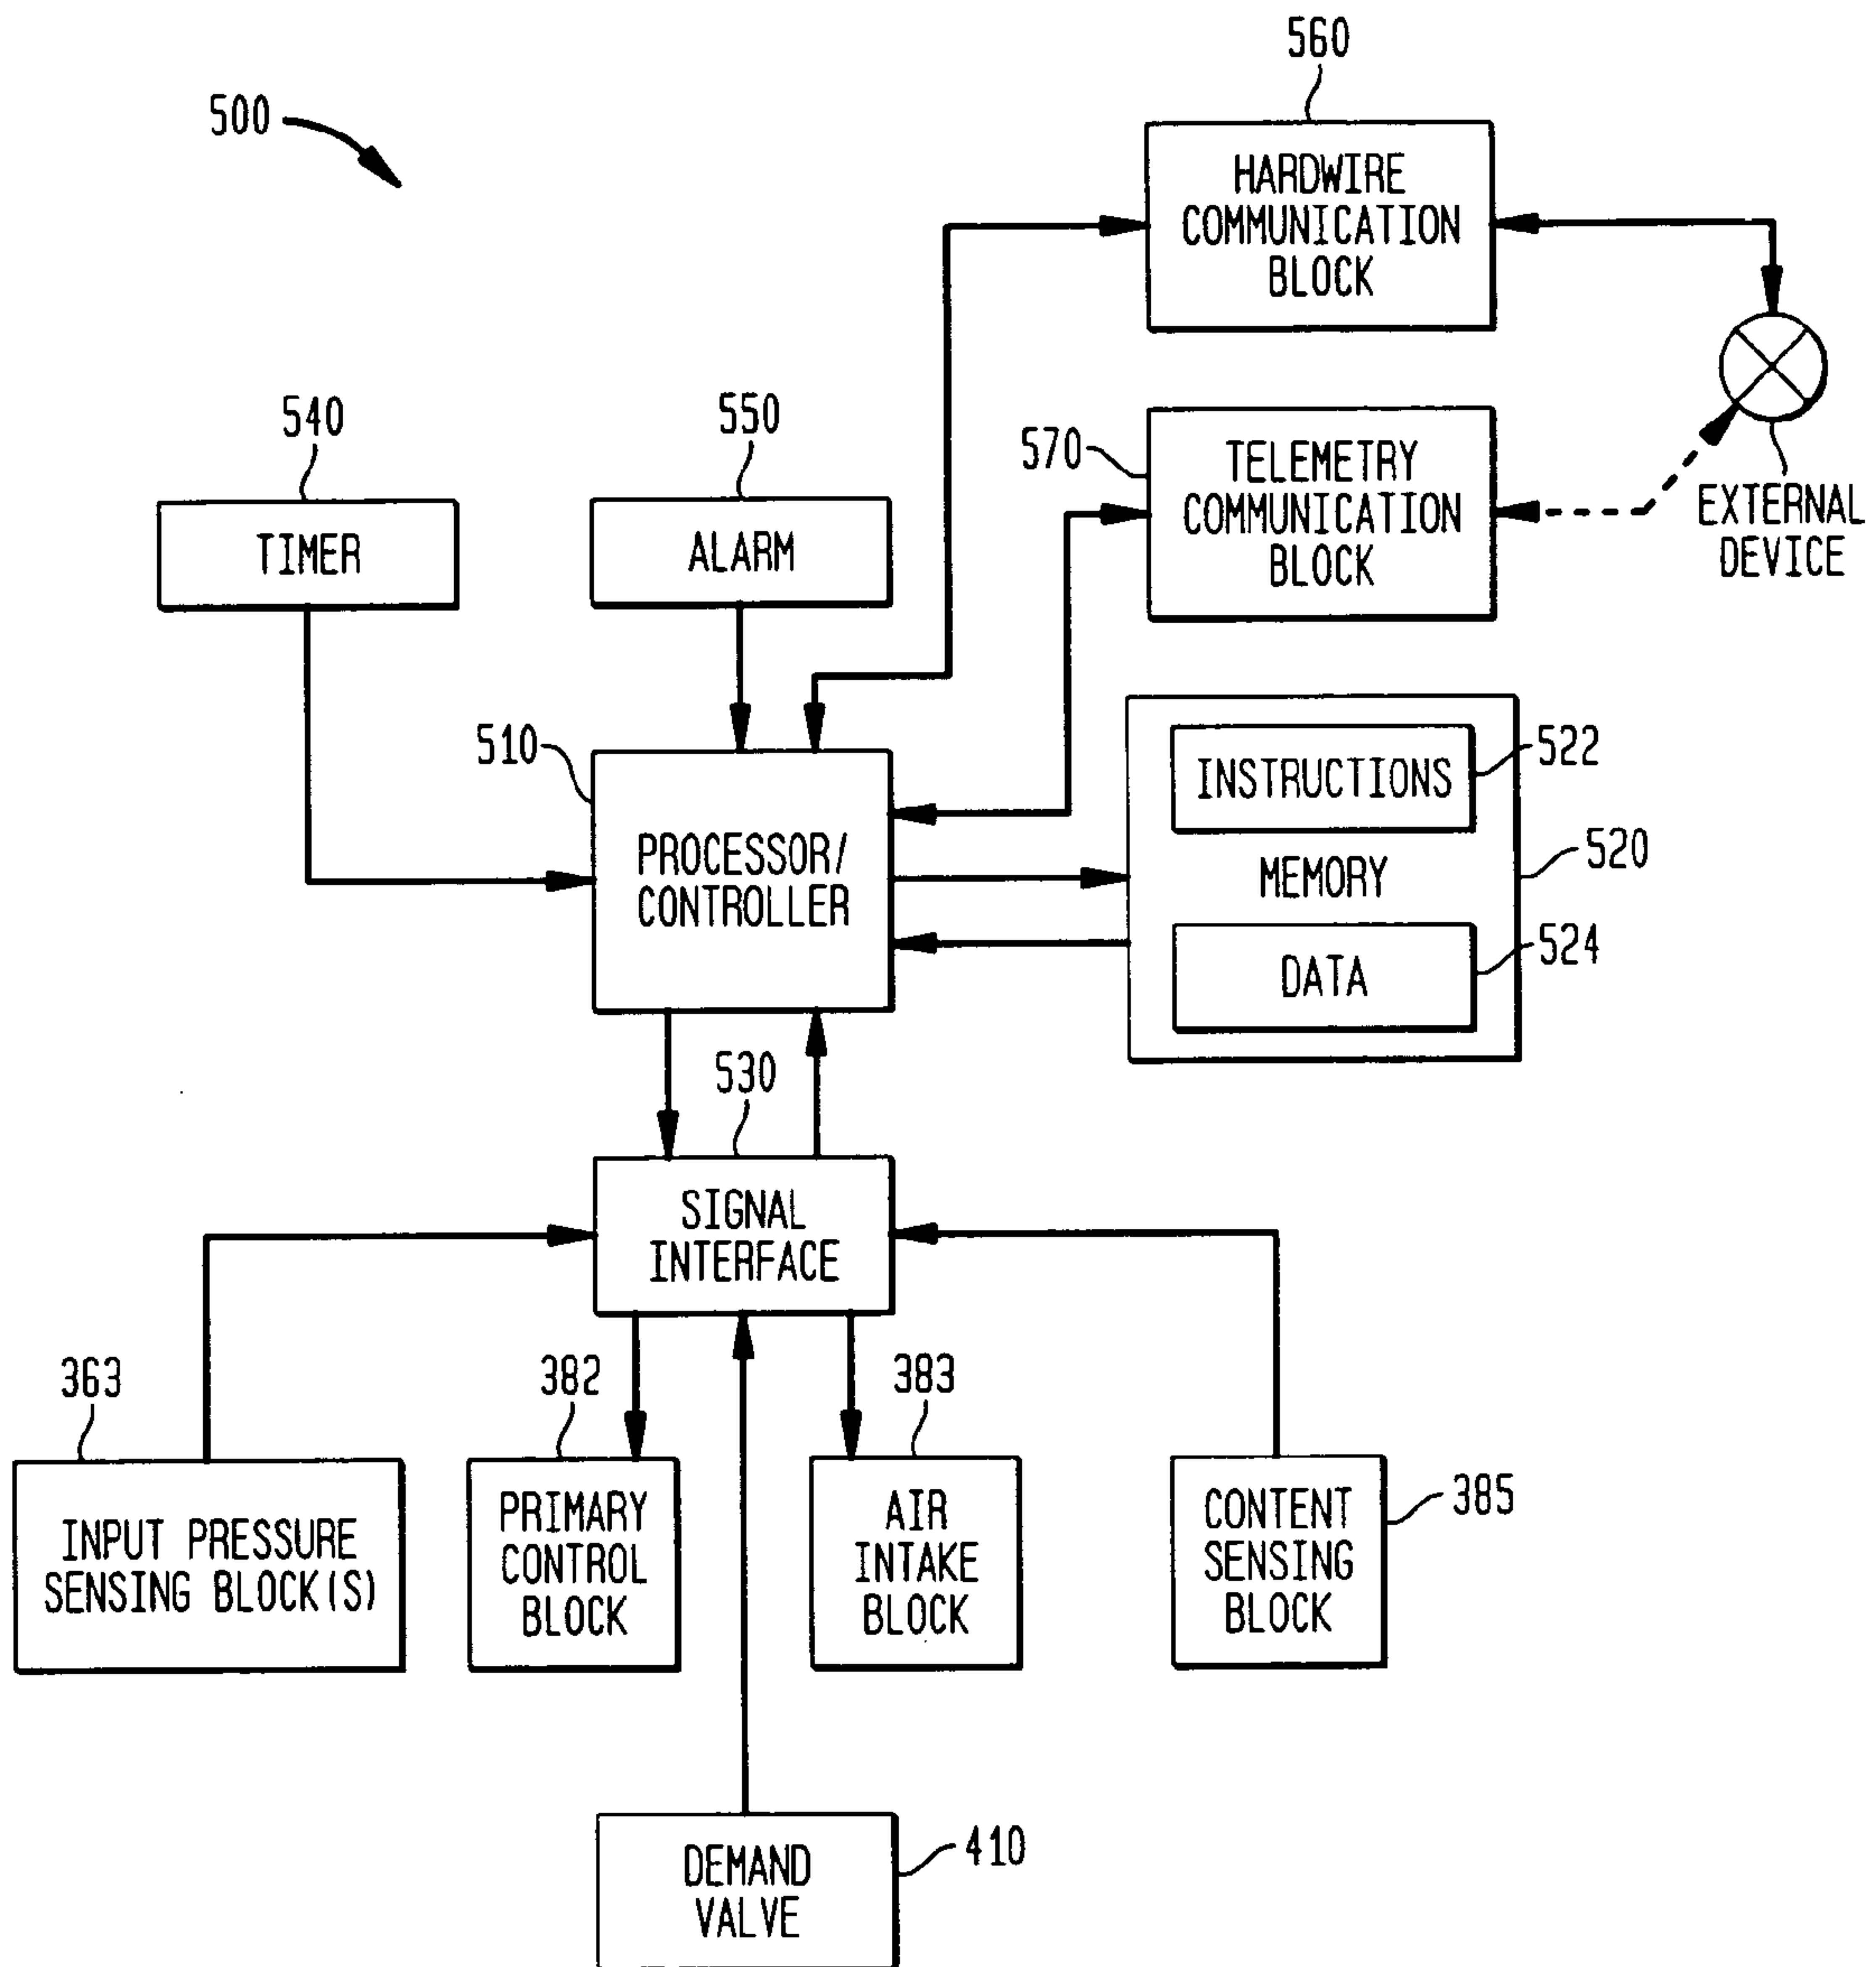 560
500
HARDWIRE
COMMUNICATION
BLOCK
540
550
570
TELEMETRY
COMMUNICATION
BLOCK
EXTERNAL
DEVICE
TIMER
ALARM
510
PROCESSOR/
CONTROLLER
INSTRUCTIONS
522
MEMORY
520
DATA
524
530
SIGNAL
INTERFACE
363
382
383
INPUT PRESSURE
SENSING BLOCK(S)
PRIMARY
CONTROL
BLOCK
AIR
INTAKE
BLOCK
CONTENT
SENSING
BLOCK
385
DEMAND
VALVE
410